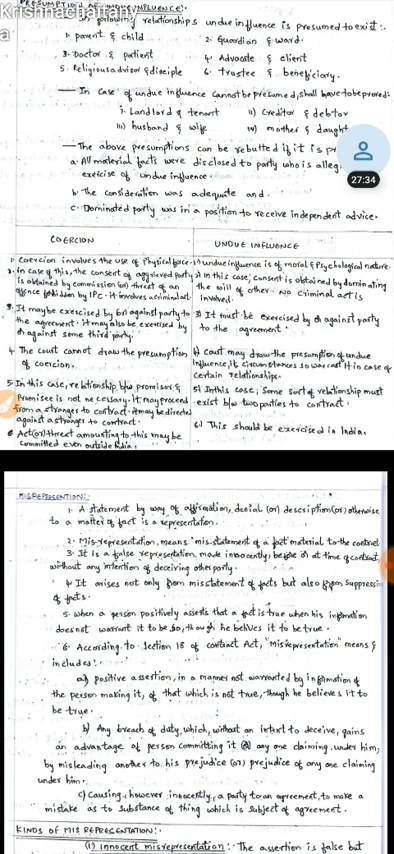 PRESUMPTION OF UNDUE INFLUENCE:-
Krishnachaitanya
following relationships undue influence is presumed to exist:-
1. parent & child
2. Guardian & ward.
3. Doctor & patient
4. Advocate & client
5. Religious advisor & disciple
6. trustee & beneficiary.
— In case of undue influence cannot be presumed, shall have to be proved:
i. Landlord & tenant
ii) Creditor & debtor
iii) husband & wife
iv) mother & daught
— The above presumptions can be rebutted if it is pr
a. All material facts were disclosed to party who is alleg
exercise of undue influence.
27:34
b. The consideration was adequate and.
c. Dominated party was in a position to receive independent advice.
COERCION
UNDUE INFLUENCE
1. Coercion involves the use of physical force.
1) undue influence is of moral & psychological nature.
2. In case of this, the consent of aggrieved party
is obtained by commission (or) threat of an
offence forbidden by IPC. it involves a criminal act.
2) In this case, consent is obtained by dominating
the will of other. No criminal act is
involved.
3. It may be exercised by (or) against party to
the agreement. It may also be exercised by
or against some third party.
3) It must be exercised by or against party
to the agreement.
4. The court cannot draw the presumption
of coercion.
4) Court may draw the presumption of undue
influence, if circumstances so warrant it in case of
certain relationships.
5. In this case, relationship b/w promisor &
Promisee is not necessary. it may proceed
from a stranger to contract. it may be directed
against a stranger to contract.
5) In this case, Some sort of relationship must
exist b/w two parties to contract.
6. Act (or) threat amounting to this may be
committed even outside India.
6) This should be exercised in India.
MISREPRESENTION:-
1. A statement by way of affirmation, denial (or) description (or) otherwise
to a matter of fact is a representation.
2. Mis-representation, means "mis-statement of a fact material to the contract
3. It Is a false representation, made innocently, before or at time of contract,
without any intention of deceiving other party.
4. It arises not only from misstatement of facts but also from suppressi
of facts.
5. when a person positively asserts that a fact is true when his information
does not warrant it to be so, though he belives it to be true.
6. According to section 18 of contract Act, "Misrepresentation" means &
includes:-
a) positive assertion, in a manner not warranted by information of
the person making it, of that which is not true, though he believes it to
be true.
b) Any breach of duty, which, without an intent to deceive, gains
an advantage of person committing it (or) any one claiming under him,
by misleading another to his prejudice (or) prejudice of any one claiming
under him.
c) Causing, however innocently, a party to an agreement, to make a
mistake as to substance of thing which is subject of agreement.
KINDS OF MIS REPRESENTATION:-
(1) innocent misrepresentation:- The assertion is false but